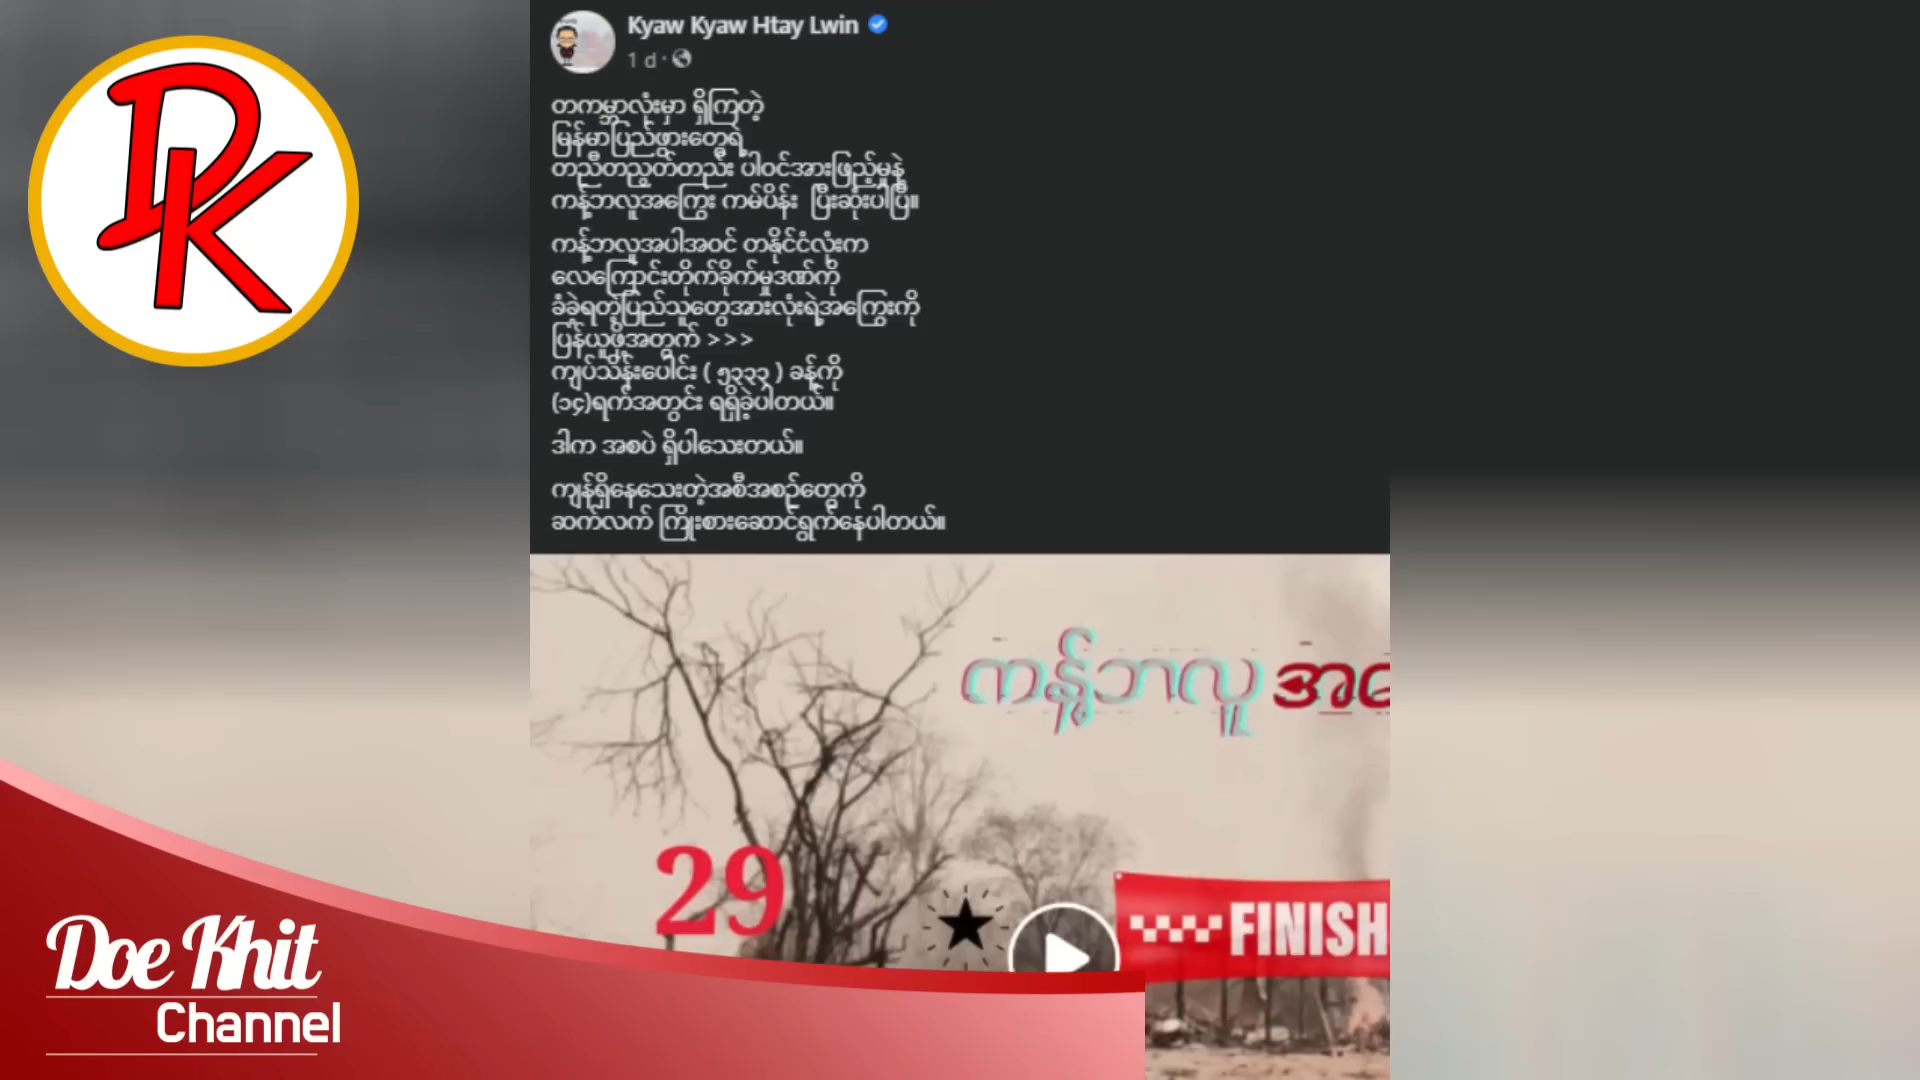 DK
Kyaw Kyaw Htay Lwin
1 d ·
တကမ္ဘာလုံးမှာ ရှိကြတဲ့
မြန်မာပြည်ဖွားတွေရဲ့
တညီတညွတ်တည်း ပါဝင်အားဖြည့်မှုနဲ့
ကန့်ဘလူအကြွေး ကမ်ပိန်း ပြီးဆုံးပါပြီ။
ကန့်ဘလူအပါအဝင် တနိုင်ငံလုံးက
လေကြောင်းတိုက်ခိုက်မှုဒဏ်ကို
ခံခဲ့ရတဲ့ပြည်သူတွေအားလုံးရဲ့အကြွေးကို
ပြန်ယူဖို့အတွက် >>>
ကျပ်သိန်းပေါင်း ( ၅၃၃၃ ) ခန့်ကို
(၁၄)ရက်အတွင်း ရရှိခဲ့ပါတယ်။
ဒါက အစပဲ ရှိပါသေးတယ်။
ကျန်ရှိနေသေးတဲ့အစီအစဉ်တွေကို
ဆက်လက် ကြိုးစားဆောင်ရွက်နေပါတယ်။
ကန့်ဘလူ
29
FINISH
Doe Khit
Channel